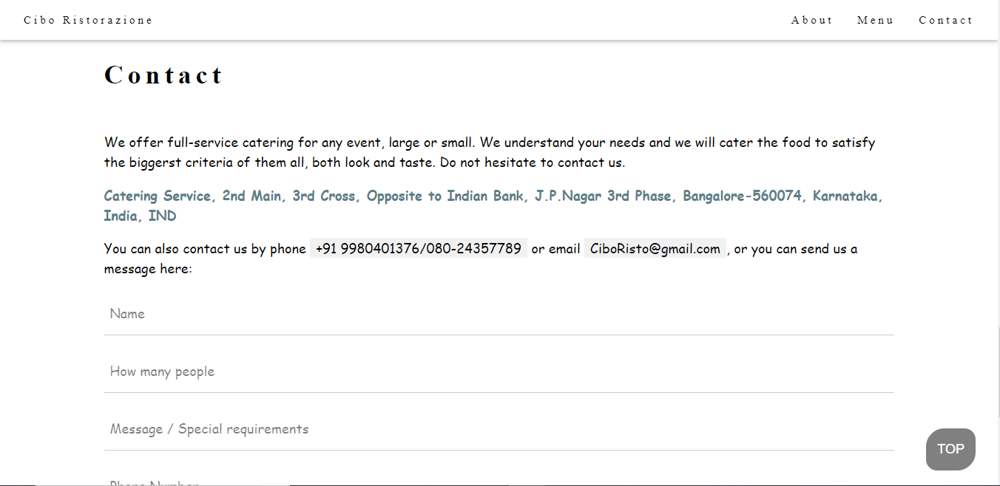 Cibo Ristorazione
About Menu Contact
Contact
We offer full-service catering for any event, large or small. We understand your needs and we will cater the food to satisfy
the biggerst criteria of them all, both look and taste. Do not hesitate to contact us.
Catering Service, 2nd Main, 3rd Cross, Opposite to Indian Bank, J.P.Nagar 3rd Phase, Bangalore-560074, Karnataka,
India, IND
You can also contact us by phone +91 9980401376/080-24357789 or email CiboRisto@gmail.com , or you can send us a
message here:
Name
How many people
Message / Special requirements
TOP
Phone Number